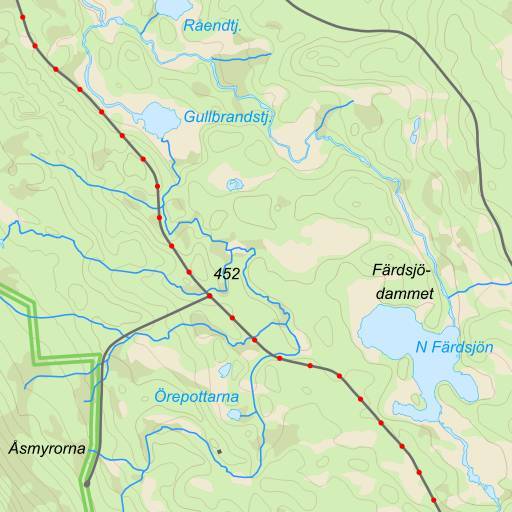 Råendtj.
Gullbrandstj.
452
Färdsjö-
dammet
N Färdsjön
Örepottarna
Åsmyrorna